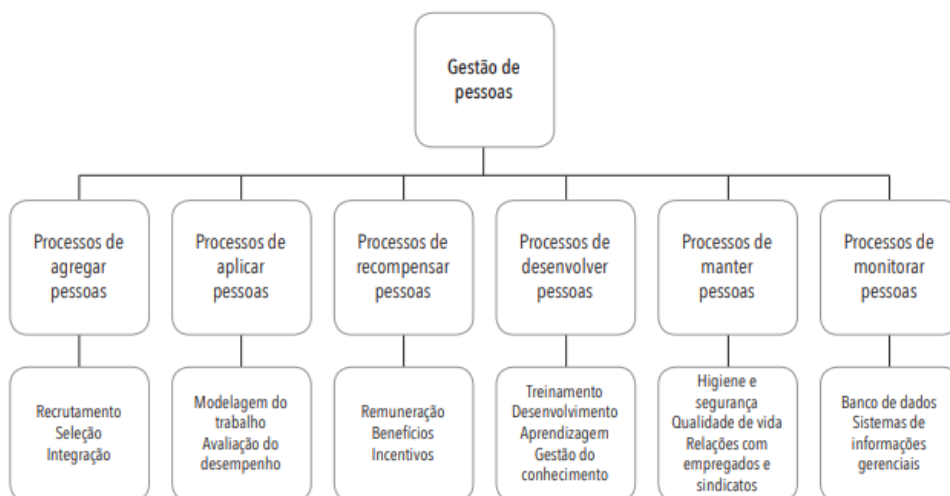 Gestão de
pessoas
Processos de
agregar
pessoas
Processos de
aplicar
pessoas
Processos de
recompensar
pessoas
Processos de
desenvolver
pessoas
Processos de
manter
pessoas
Processos de
monitorar
pessoas
Recrutamento
Seleção
Integração
Modelagem do
trabalho
Avaliação do
desempenho
Remuneração
Benefícios
Incentivos
Treinamento
Desenvolvimento
Aprendizagem
Gestão do
conhecimento
Higiene e
segurança
Qualidade de vida
Relações com
empregados e
sindicatos
Banco de dados
Sistemas de
informações
gerenciais